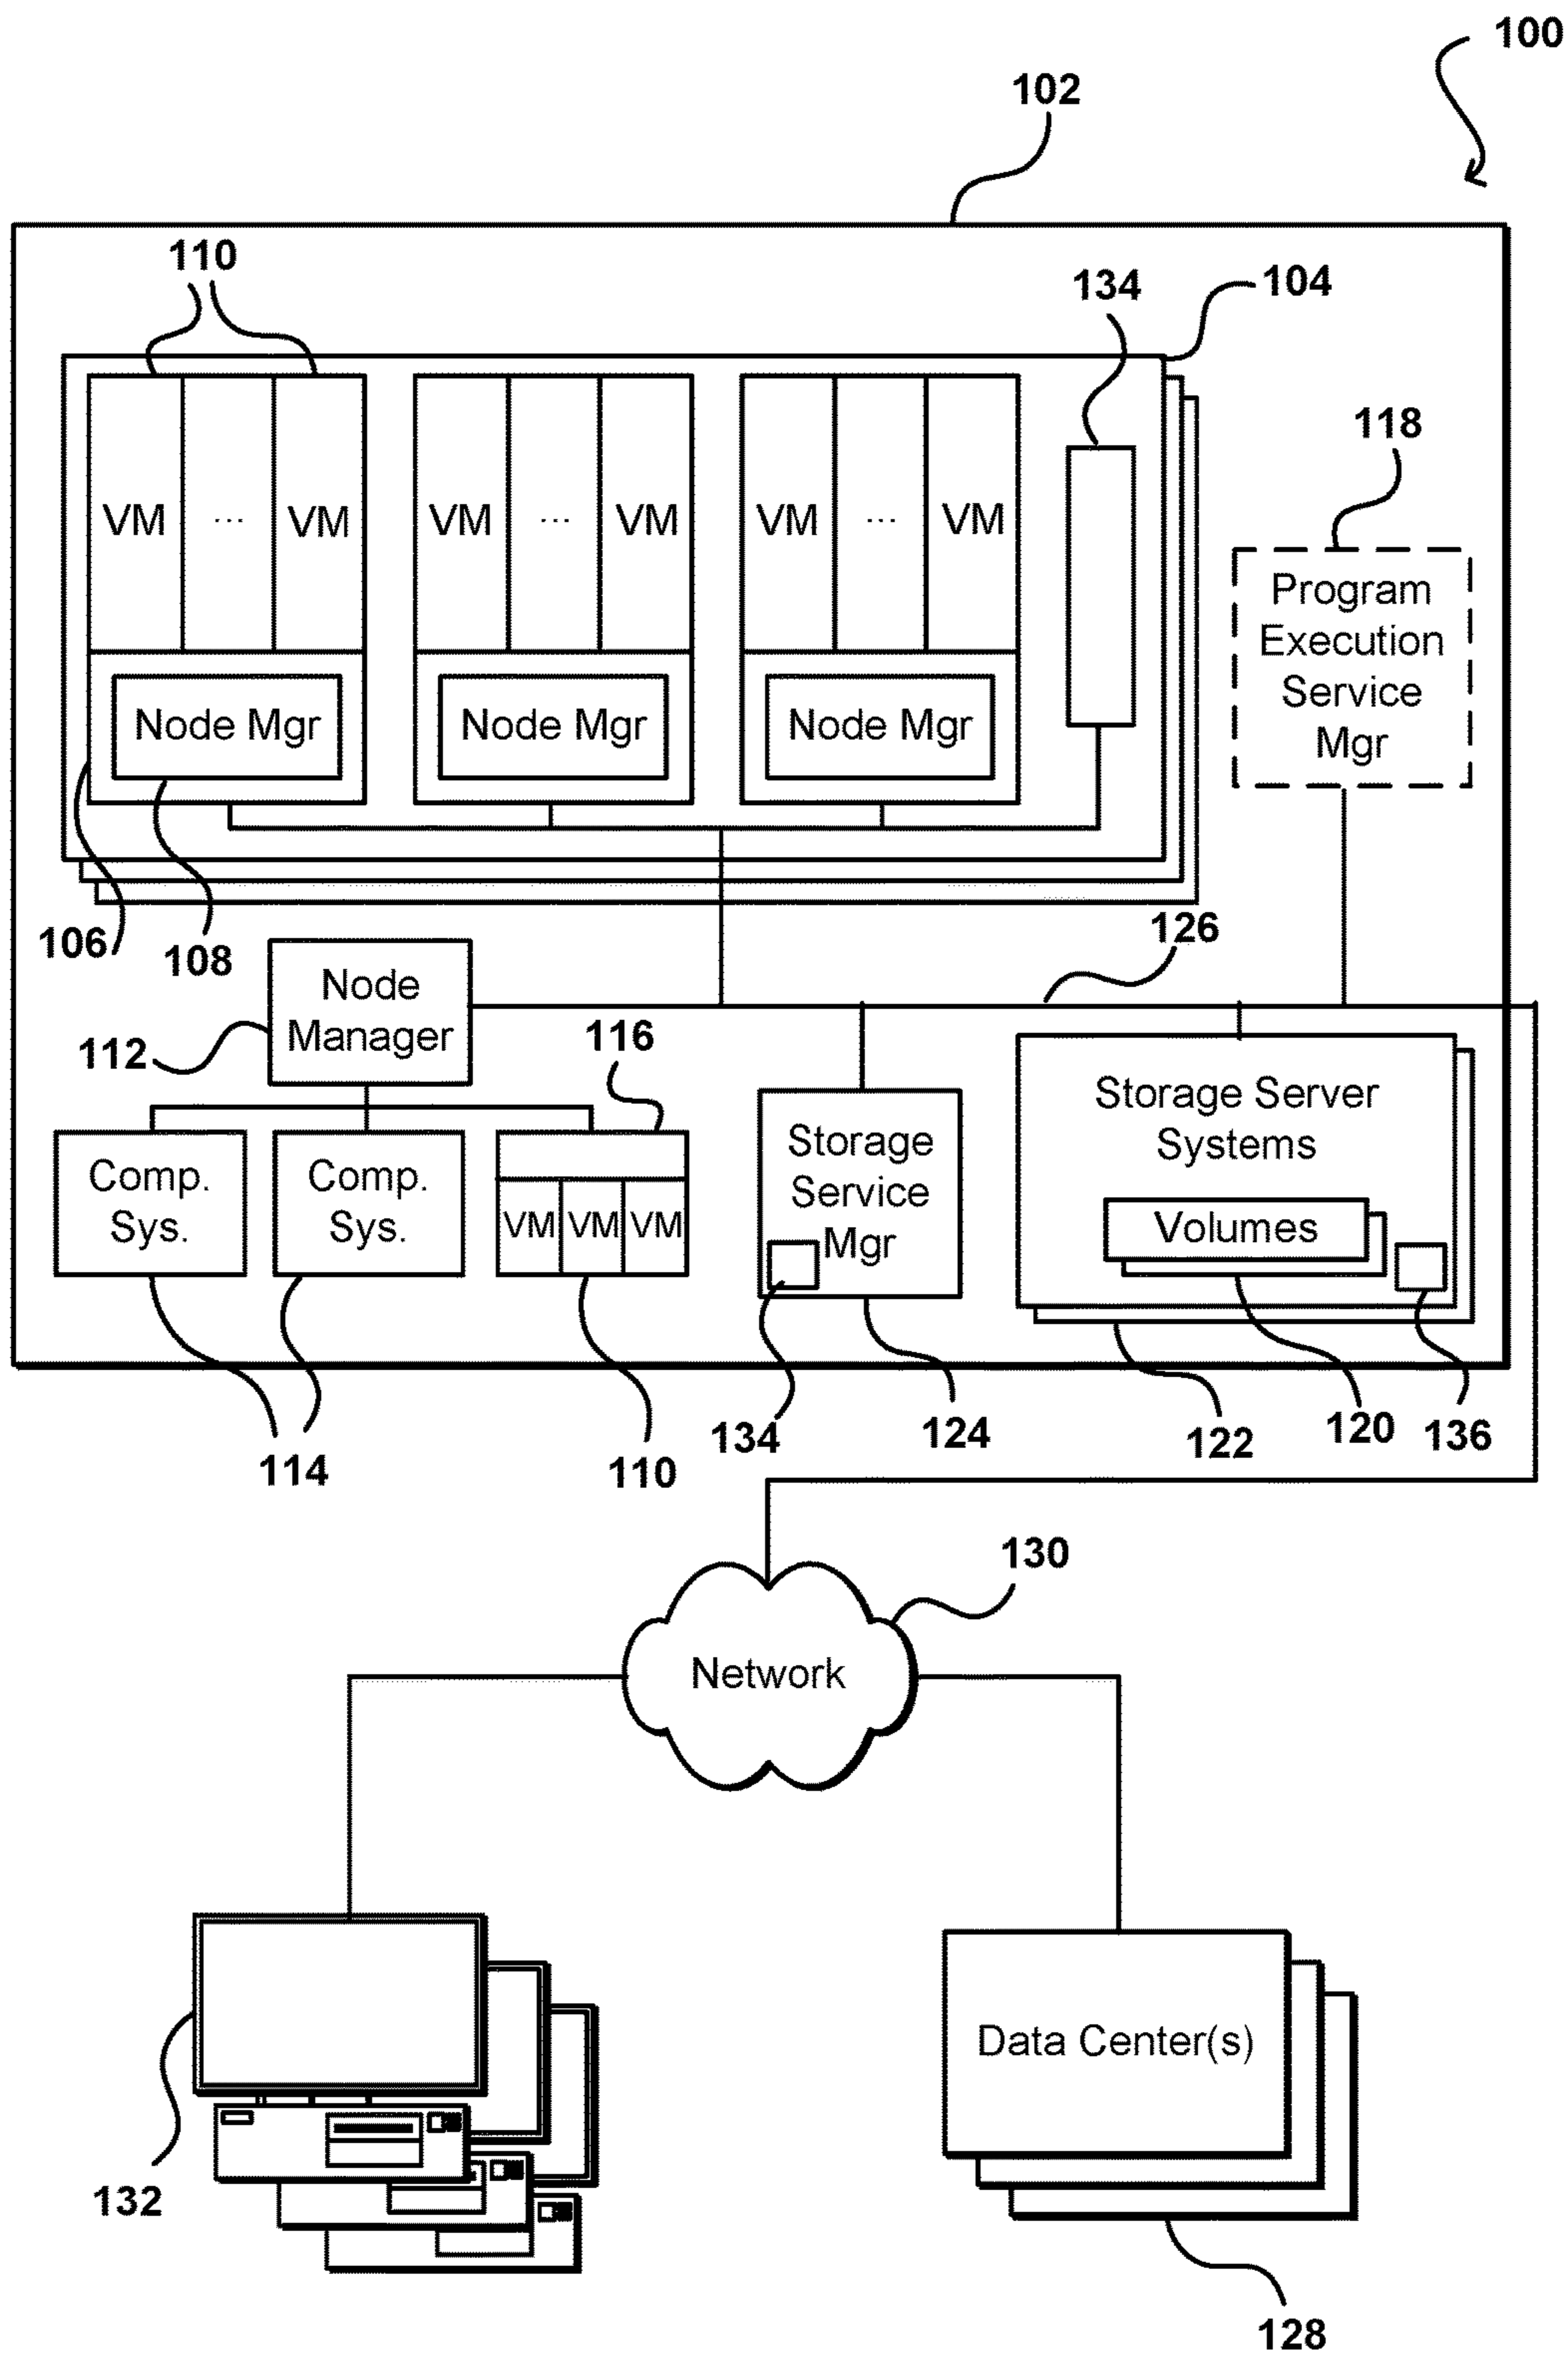 100
102
110
134
104
118
VM ... VM
VM ... VM
VM ... VM
Program
Execution
Service
Mgr
Node Mgr
Node Mgr
Node Mgr
106
108
126
Node
Manager
112
116
Comp.
Sys.
Comp.
Sys.
VM VM VM
Storage
Service
Mgr
Storage Server
Systems
Volumes
114
110
134
124
122
120
136
130
Network
132
Data Center(s)
128